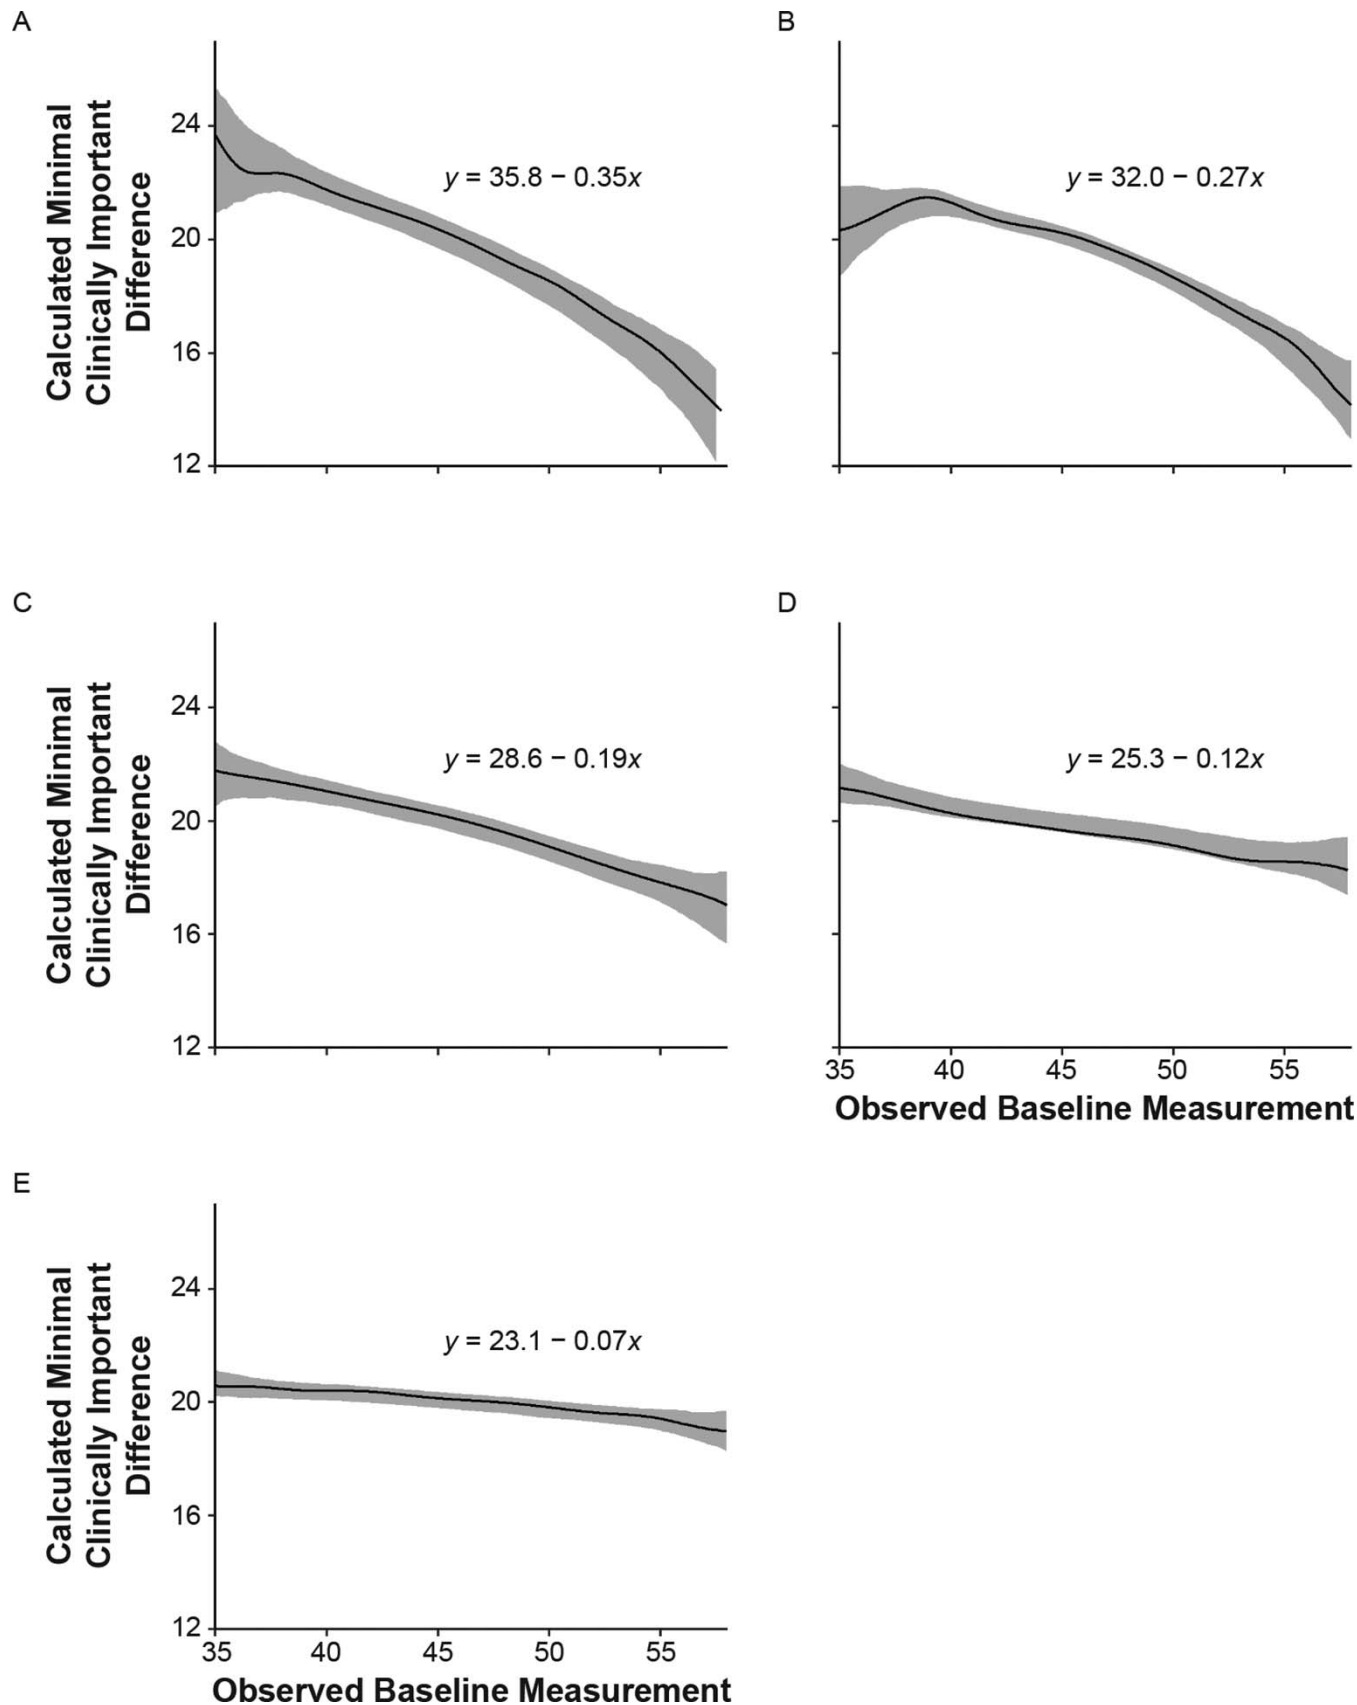 A
Calculated Minimal
Clinically Important
Difference
24
20
16
12
y = 35.8 − 0.35x
B
y = 32.0 − 0.27x
C
Calculated Minimal
Clinically Important
Difference
24
20
16
12
y = 28.6 − 0.19x
D
y = 25.3 − 0.12x
35 40 45 50 55
Observed Baseline Measurement
E
Calculated Minimal
Clinically Important
Difference
24
20
16
12
y = 23.1 − 0.07x
35 40 45 50 55
Observed Baseline Measurement